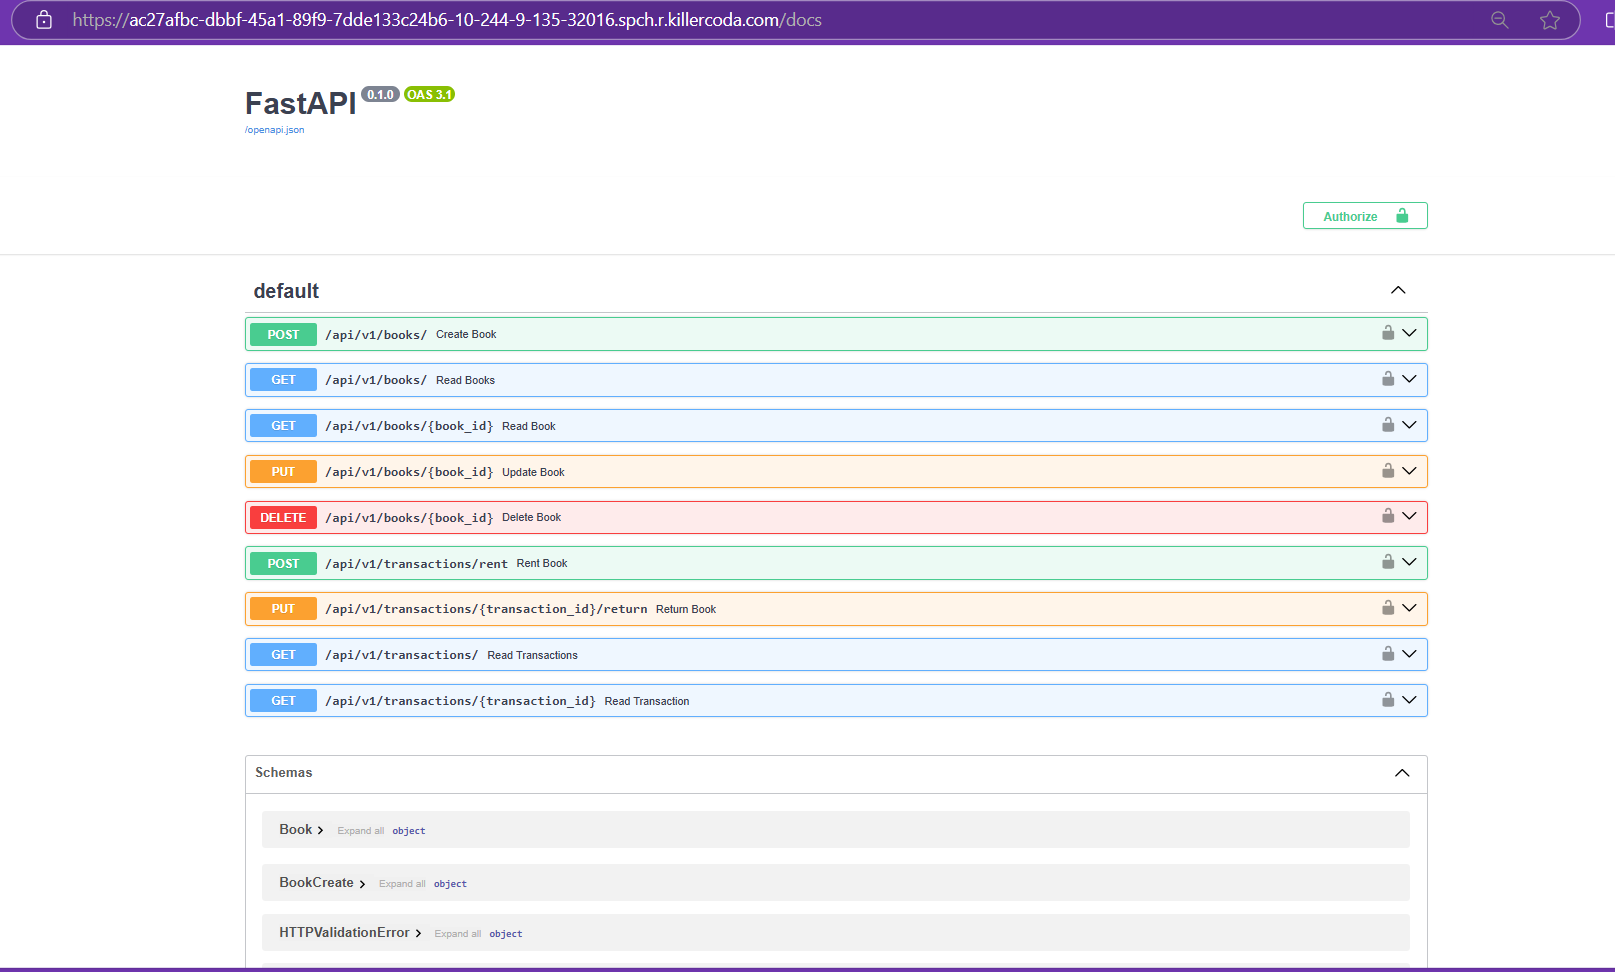 https://ac27afbc-dbbf-45a1-89f9-7dde133c24b6-10-244-9-135-32016.spch.r.killercoda.com/docs
FastAPI 0.1.0 OAS 3.1
/openapi.json
Authorize
default
POST /api/v1/books/ Create Book
GET /api/v1/books/ Read Books
GET /api/v1/books/{book_id} Read Book
PUT /api/v1/books/{book_id} Update Book
DELETE /api/v1/books/{book_id} Delete Book
POST /api/v1/transactions/rent Rent Book
PUT /api/v1/transactions/{transaction_id}/return Return Book
GET /api/v1/transactions/ Read Transactions
GET /api/v1/transactions/{transaction_id} Read Transaction
Schemas
Book Expand all object
BookCreate Expand all object
HTTPValidationError Expand all object